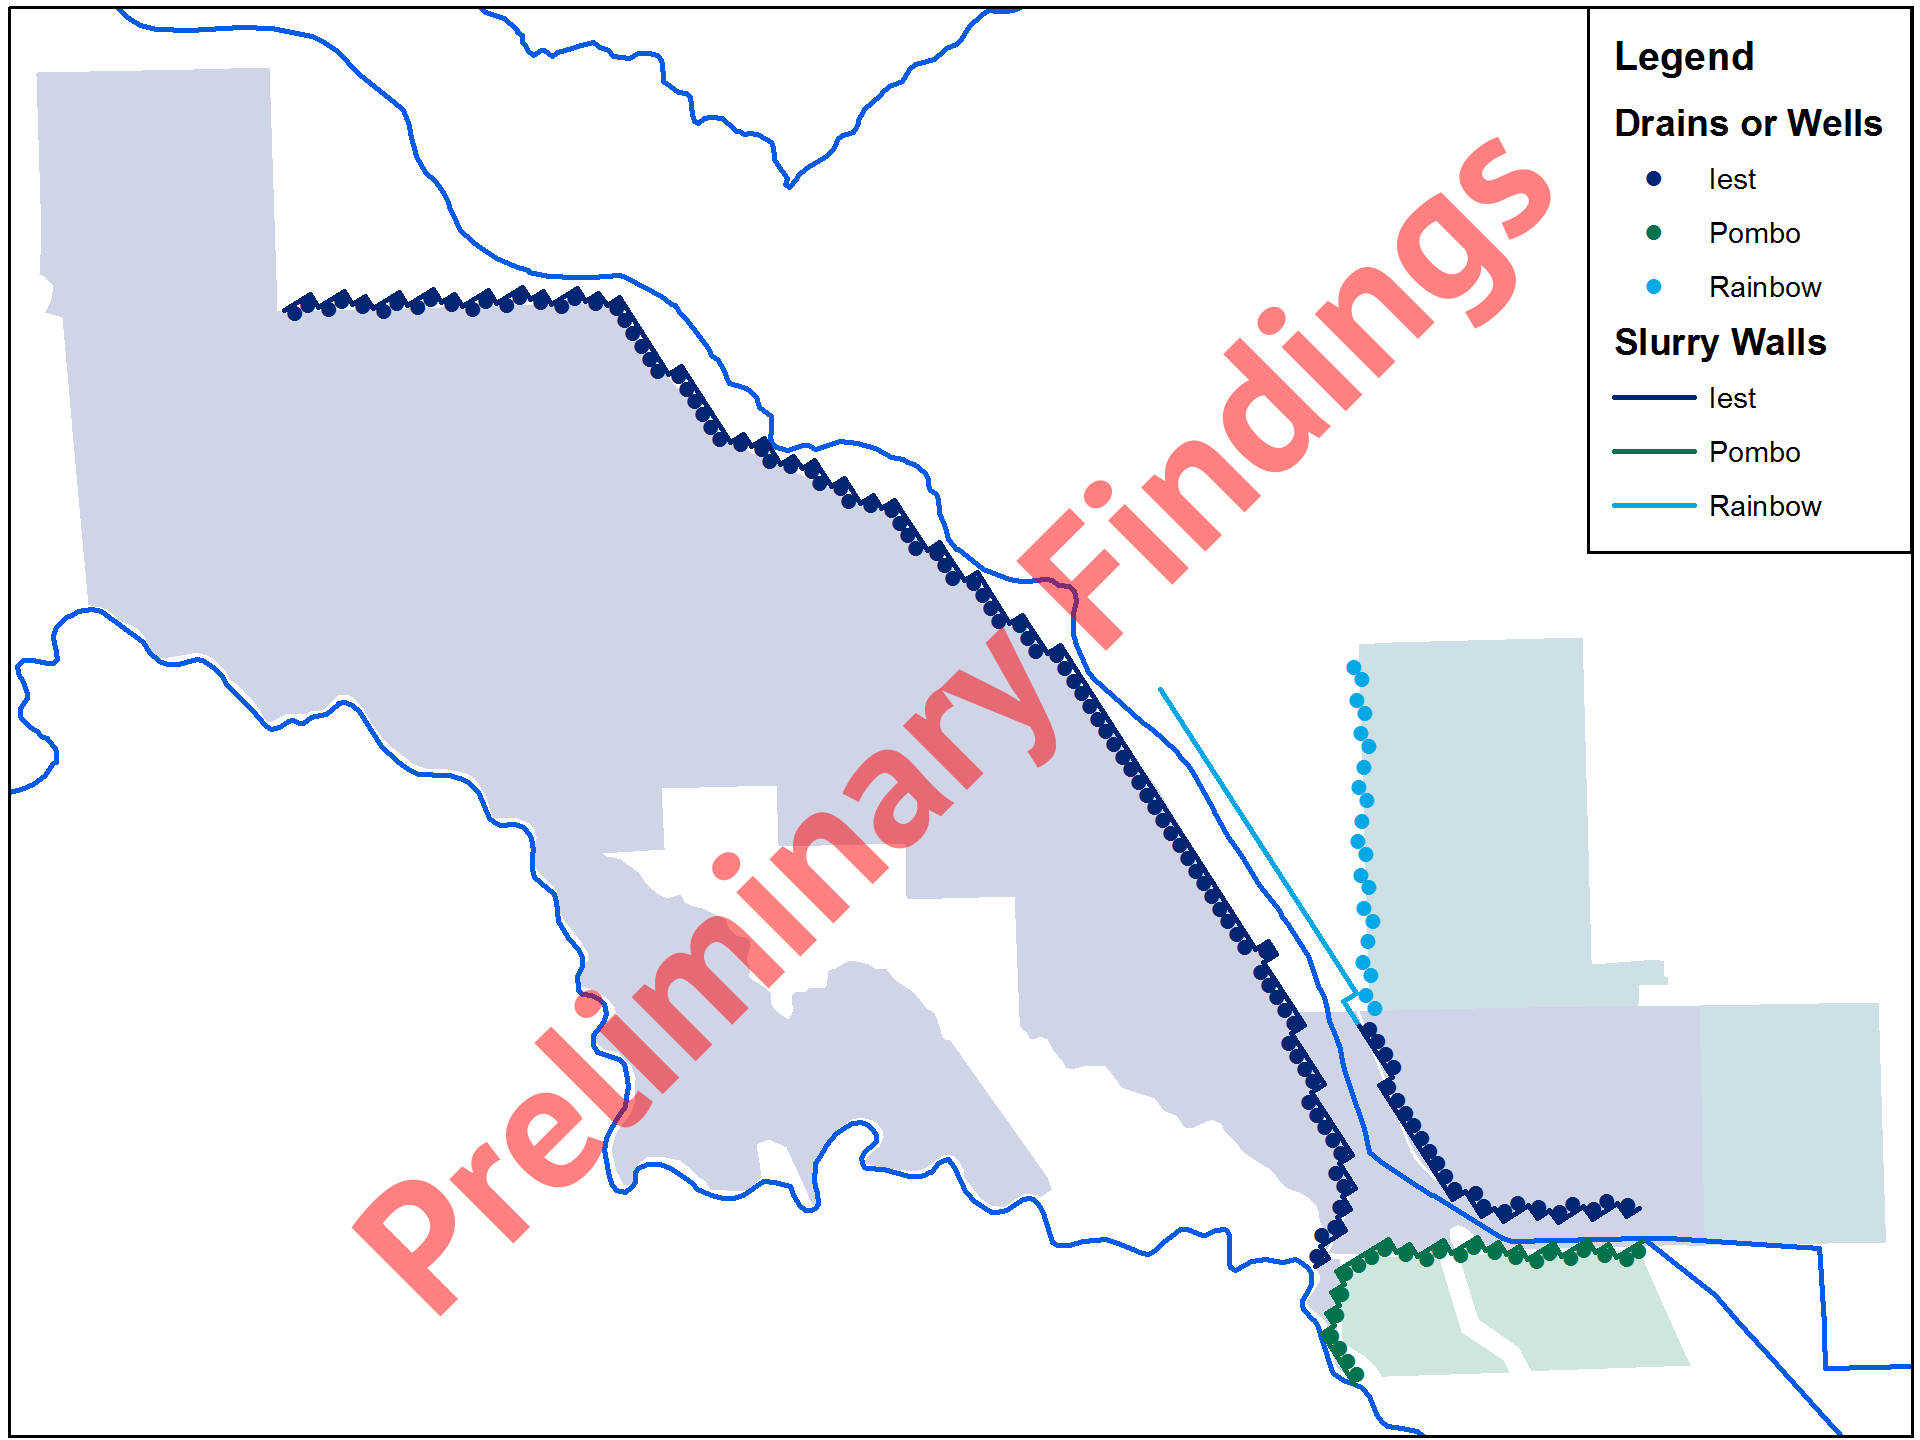 Legend
Drains or Wells
Iest
Pombo
Rainbow
Slurry Walls
Iest
Pombo
Rainbow
Preliminary Findings